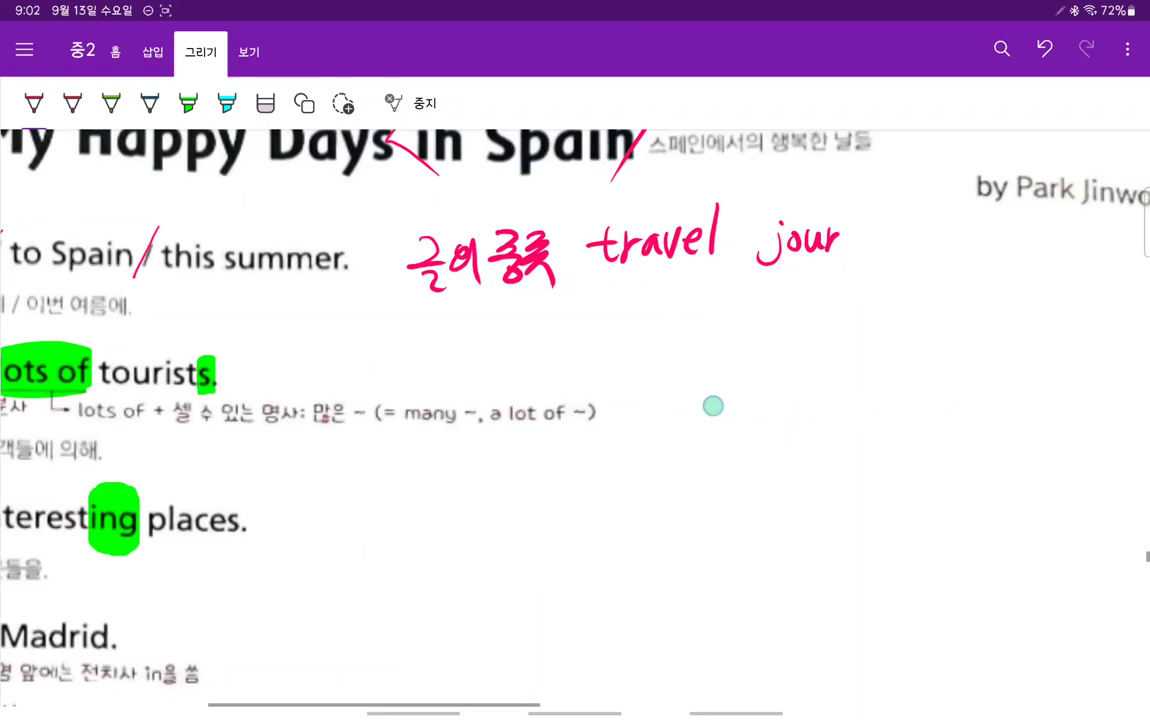 9:02 9월 13일 수요일 72%
중2 홈 삽입 그리기 보기
중지
My Happy Days in Spain 스페인에서의 행복한 날들
by Park Jinwo
to Spain / this summer. 글의 종류 travel jour
/ 이번 여름에.
ots of tourists.
분사 lots of + 셀 수 있는 명사: 많은 ~ (= many ~, a lot of ~)
객들에 의해.
teresting places.
들을.
Madrid.
명 앞에는 전치사 in을 씀